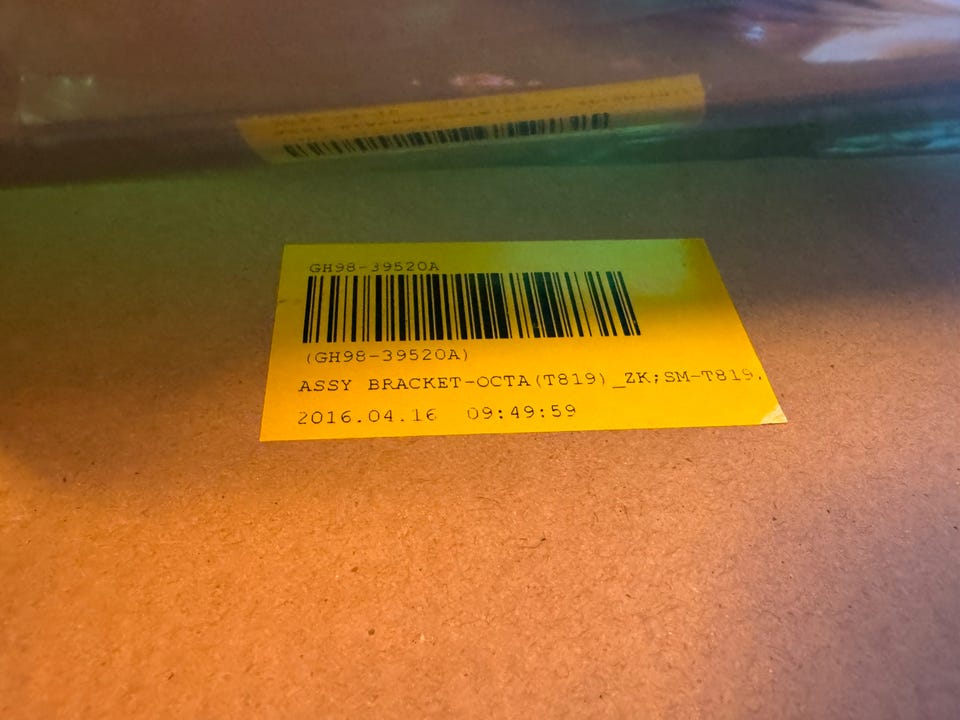 GH98-39520A
(GH98-39520A)
ASSY BRACKET-OCTA(T819)_ZK;SM-T819.
2016.04.16 09:49:59